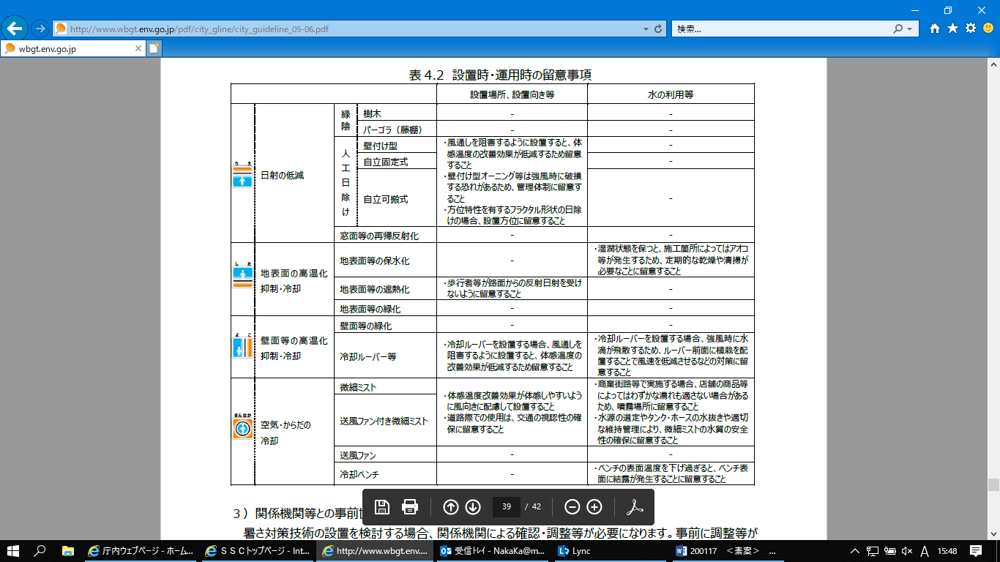 http://www.wbgt.env.go.jp/pdf/city_gline/city_guideline_05-06.pdf
検索...
wbgt.env.go.jp
表 4.2 設置時・運用時の留意事項
設置場所、設置向き等
水の利用等
うえ
日射の低減
緑陰
樹木
-
-
パーゴラ（藤棚）
-
-
人工日除け
壁付け型
・風通しを阻害するように設置すると、体
感温度の改善効果が低減するため留意
すること
・壁付け型オーニング等は強風時に破損
する恐れがあるため、管理体制に留意す
ること
・方位特性を有するフラクタル形状の日除
けの場合、設置方位に留意すること
-
自立固定式
-
自立可搬式
-
窓面等の再帰反射化
-
-
した
地表面の高温化
抑制・冷却
地表面等の保水化
-
・湿潤状態を保つと、施工箇所によってはアオコ
等が発生するため、定期的な乾燥や清掃が
必要なことに留意すること
地表面等の遮熱化
・歩行者等が路面からの反射日射を受け
ないように留意すること
-
地表面等の緑化
-
-
よこ
壁面等の高温化
抑制・冷却
壁面等の緑化
-
-
冷却ルーバー等
・冷却ルーバーを設置する場合、風通しを
阻害するように設置すると、体感温度の
改善効果が低減するため留意すること
・冷却ルーバーを設置する場合、強風時に水
滴が飛散するため、ルーバー前面に植栽を配
置することで風速を低減させるなどの対策に留
意すること
まんなか
空気・からだの
冷却
微細ミスト
・体感温度改善効果が体感しやすいよう
に風向きに配慮して設置すること
・道路際での使用は、交通の視認性の確
保に留意すること
・商業街路等で実施する場合、店舗の商品等
によってはわずかな濡れも適さない場合がある
ため、噴霧場所に留意すること
・水源の選定やタンク・ホースの水抜きや適切
な維持管理により、微細ミストの水質の安全
性の確保に留意すること
送風ファン付き微細ミスト
送風ファン
-
-
冷却ベンチ
-
・ベンチの表面温度を下げ過ぎると、ベンチ表
面に結露が発生することに留意すること
39 / 42
３）関係機関等との事前
暑さ対策技術の設置を検討する場合、関係機関による確認・調整等が必要になります。事前に調整等が
庁内ウェブページ - ホーム...
ＳＳＣトップページ - Int...
http://www.wbgt.env....
受信トレイ - NakaKa@m...
Lync
200117 ＜素案＞ ...
A
15:48